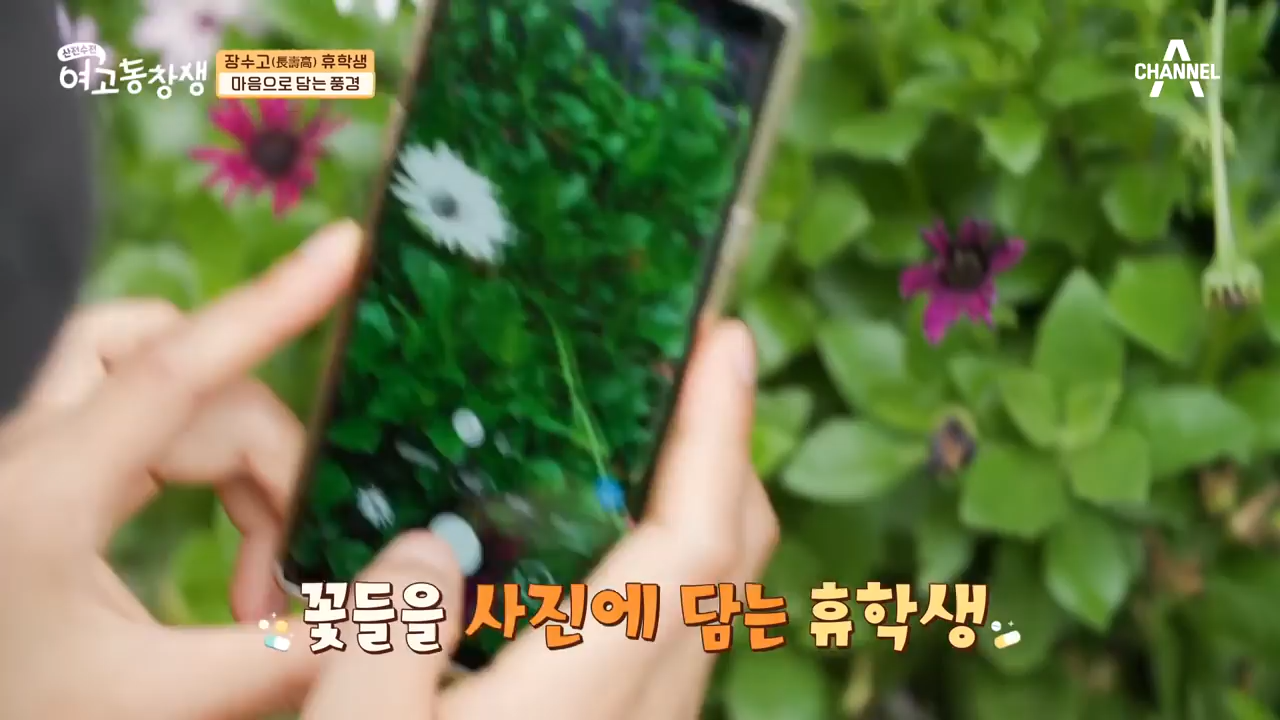 산전수전
여고동창생
장수고(長壽高) 휴학생
마음으로 담는 풍경
CHANNEL A
꽃들을 사진에 담는 휴학생